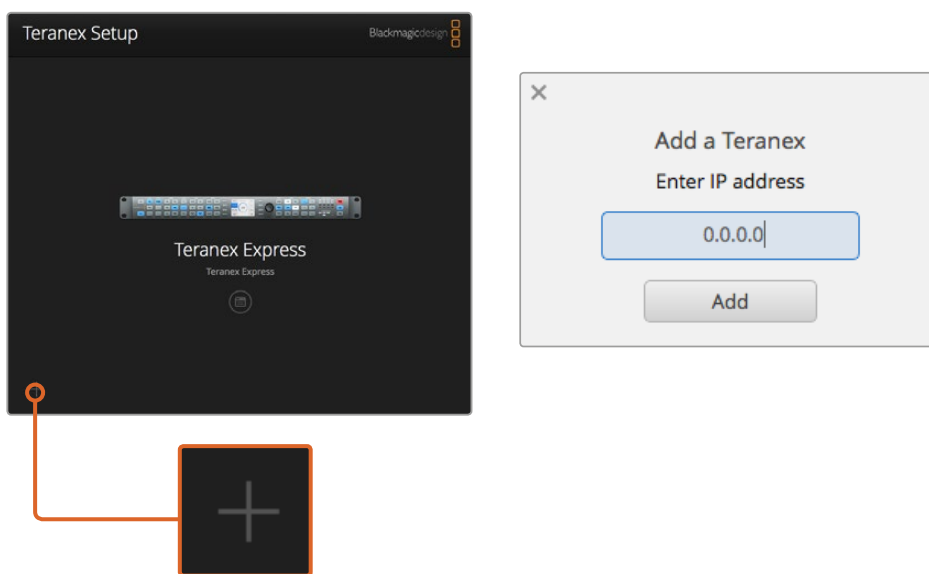 Teranex Setup
Blackmagicdesign
Teranex Express
Teranex Express
Add a Teranex
Enter IP address
0.0.0.0
Add